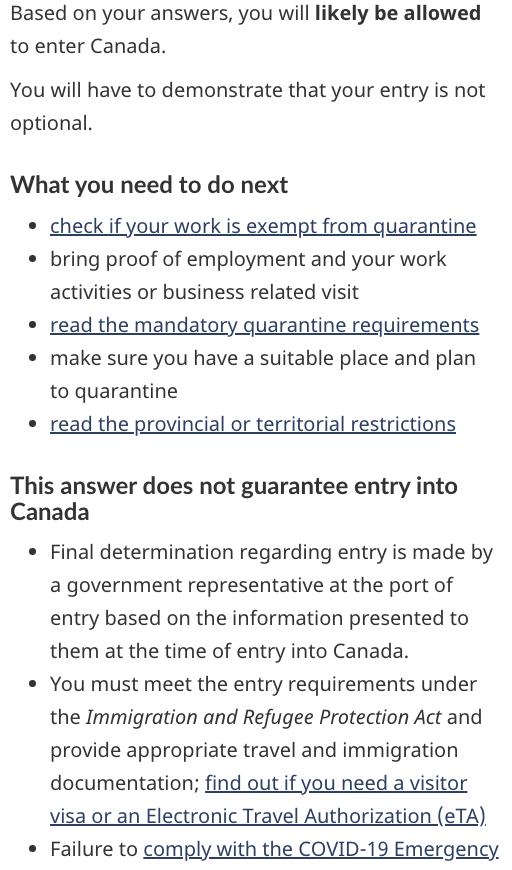 Based on your answers, you will likely be allowed
to enter Canada.
You will have to demonstrate that your entry is not
optional.
What you need to do next
• check if your work is exempt from quarantine
• bring proof of employment and your work
activities or business related visit
• read the mandatory quarantine requirements
• make sure you have a suitable place and plan
to quarantine
• read the provincial or territorial restrictions
This answer does not guarantee entry into
Canada
• Final determination regarding entry is made by
a government representative at the port of
entry based on the information presented to
them at the time of entry into Canada.
• You must meet the entry requirements under
the Immigration and Refugee Protection Act and
provide appropriate travel and immigration
documentation; find out if you need a visitor
visa or an Electronic Travel Authorization (eTA)
• Failure to comply with the COVID-19 Emergency